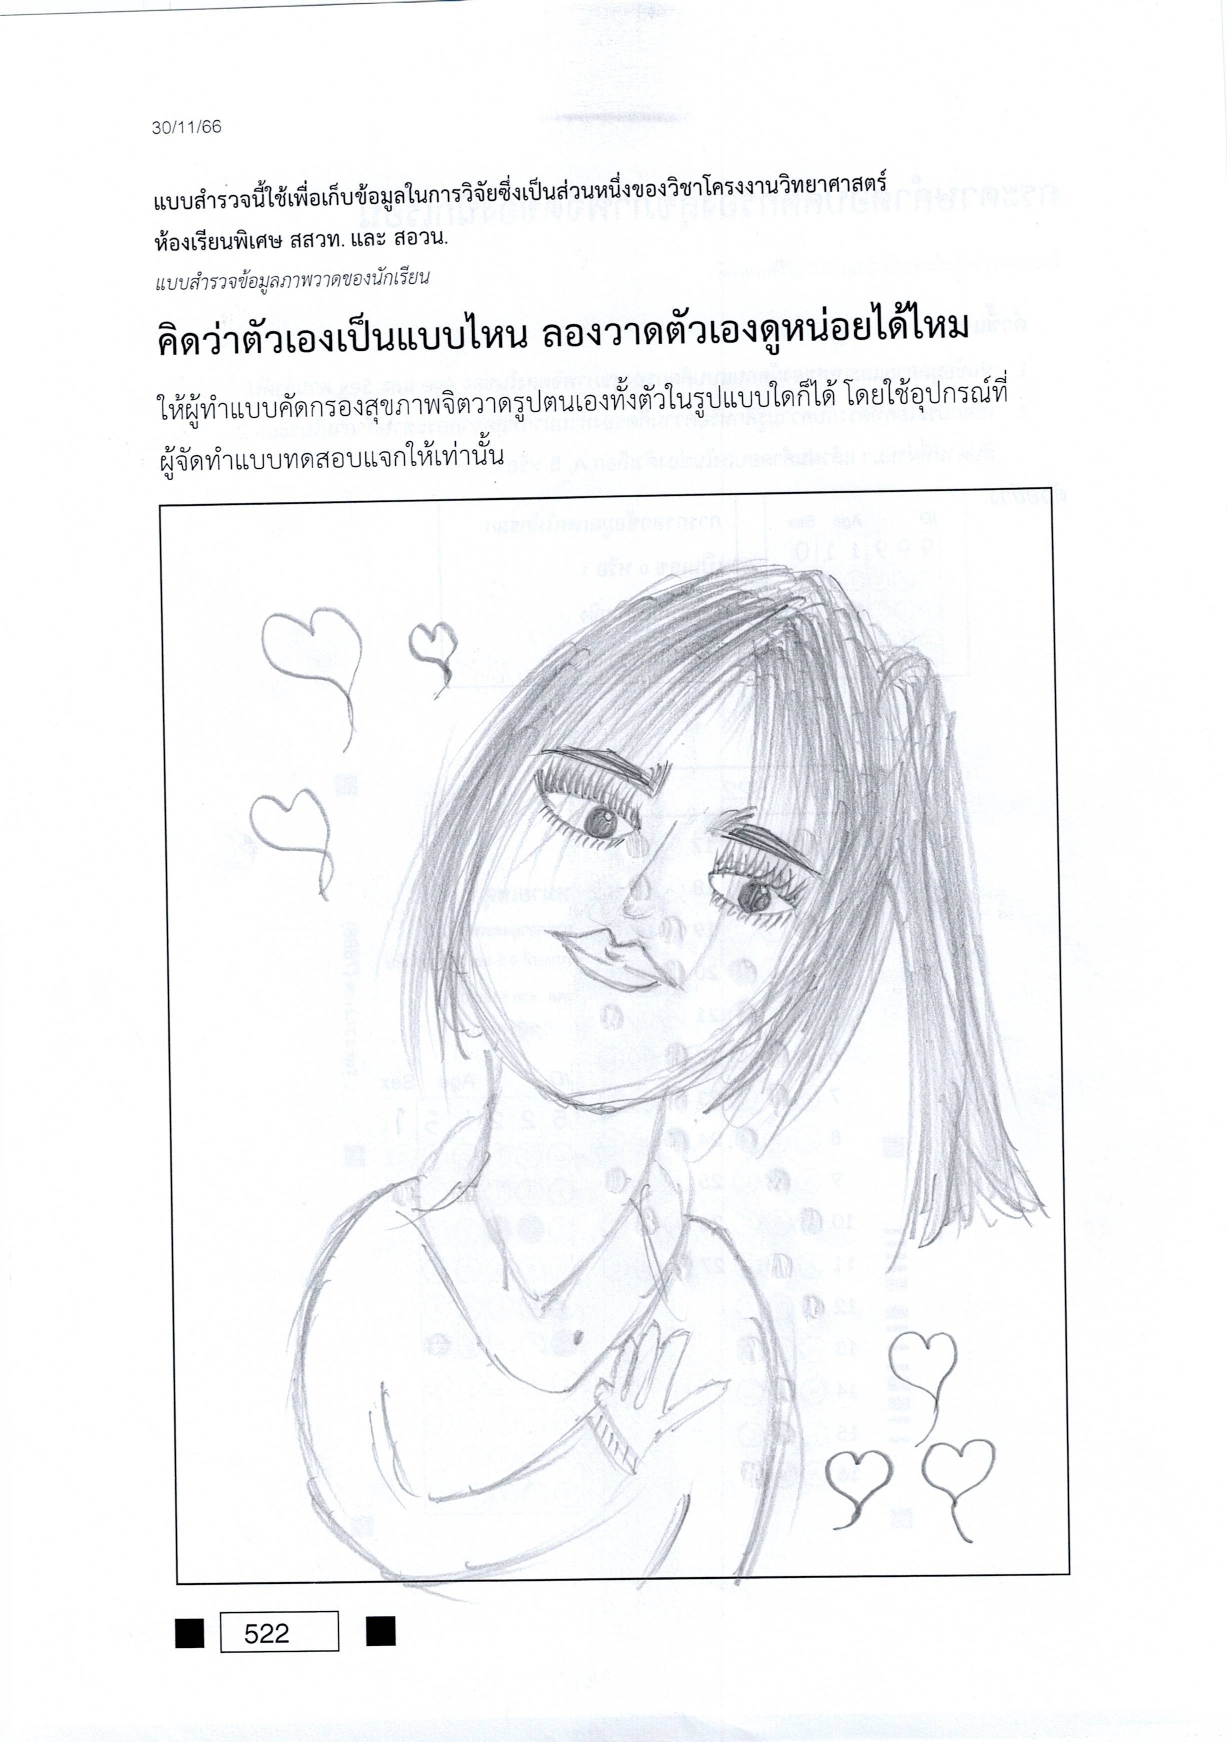 30/11/66
แบบสำรวจนี้ใช้เพื่อเก็บข้อมูลในการวิจัยซึ่งเป็นส่วนหนึ่งของวิชาโครงงานวิทยาศาสตร์
ห้องเรียนพิเศษ สสวท. และ สอวน.
แบบสำรวจข้อมูลภาพวาดของนักเรียน
คิดว่าตัวเองเป็นแบบไหน ลองวาดตัวเองดูหน่อยได้ไหม
ให้ผู้ทำแบบคัดกรองสุขภาพจิตวาดรูปตนเองทั้งตัวในรูปแบบใดก็ได้ โดยใช้อุปกรณ์ที่
ผู้จัดทำแบบทดสอบแจกให้เท่านั้น
522